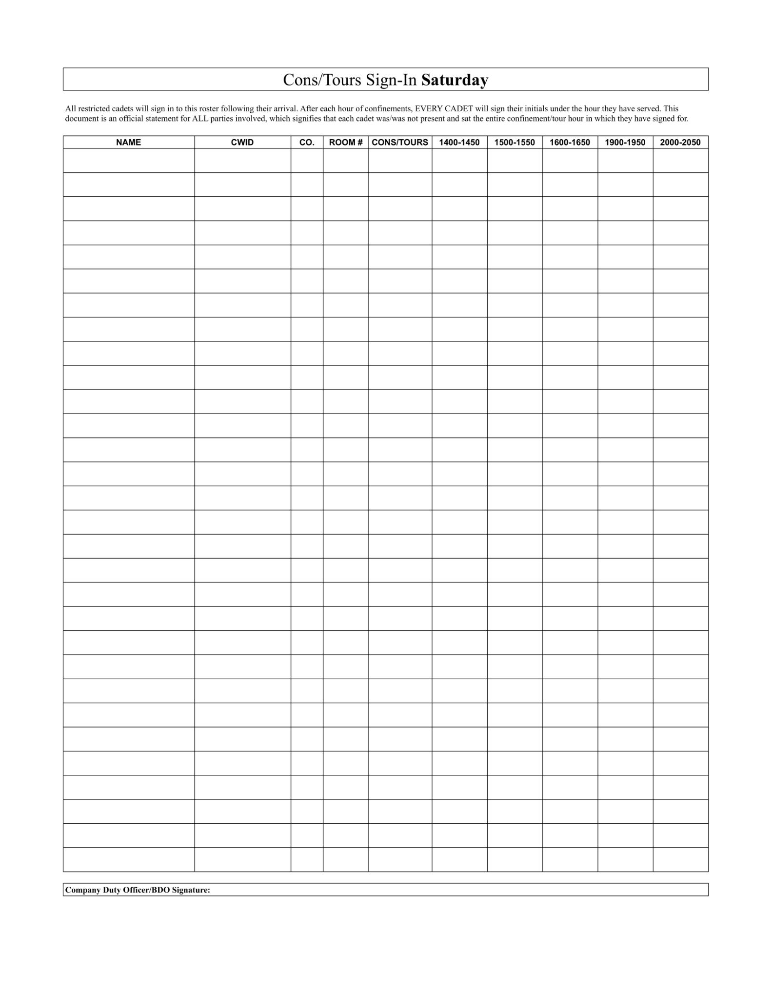 Cons/Tours Sign-In Saturday
All restricted cadets will sign in to this roster following their arrival. After each hour of confinements, EVERY CADET will sign their initials under the hour they have served. This
document is an official statement for ALL parties involved, which signifies that each cadet was/was not present and sat the entire confinement/tour hour in which they have signed for.
NAME CWID CO. ROOM # CONS/TOURS 1400-1450 1500-1550 1600-1650 1900-1950 2000-2050
Company Duty Officer/BDO Signature: